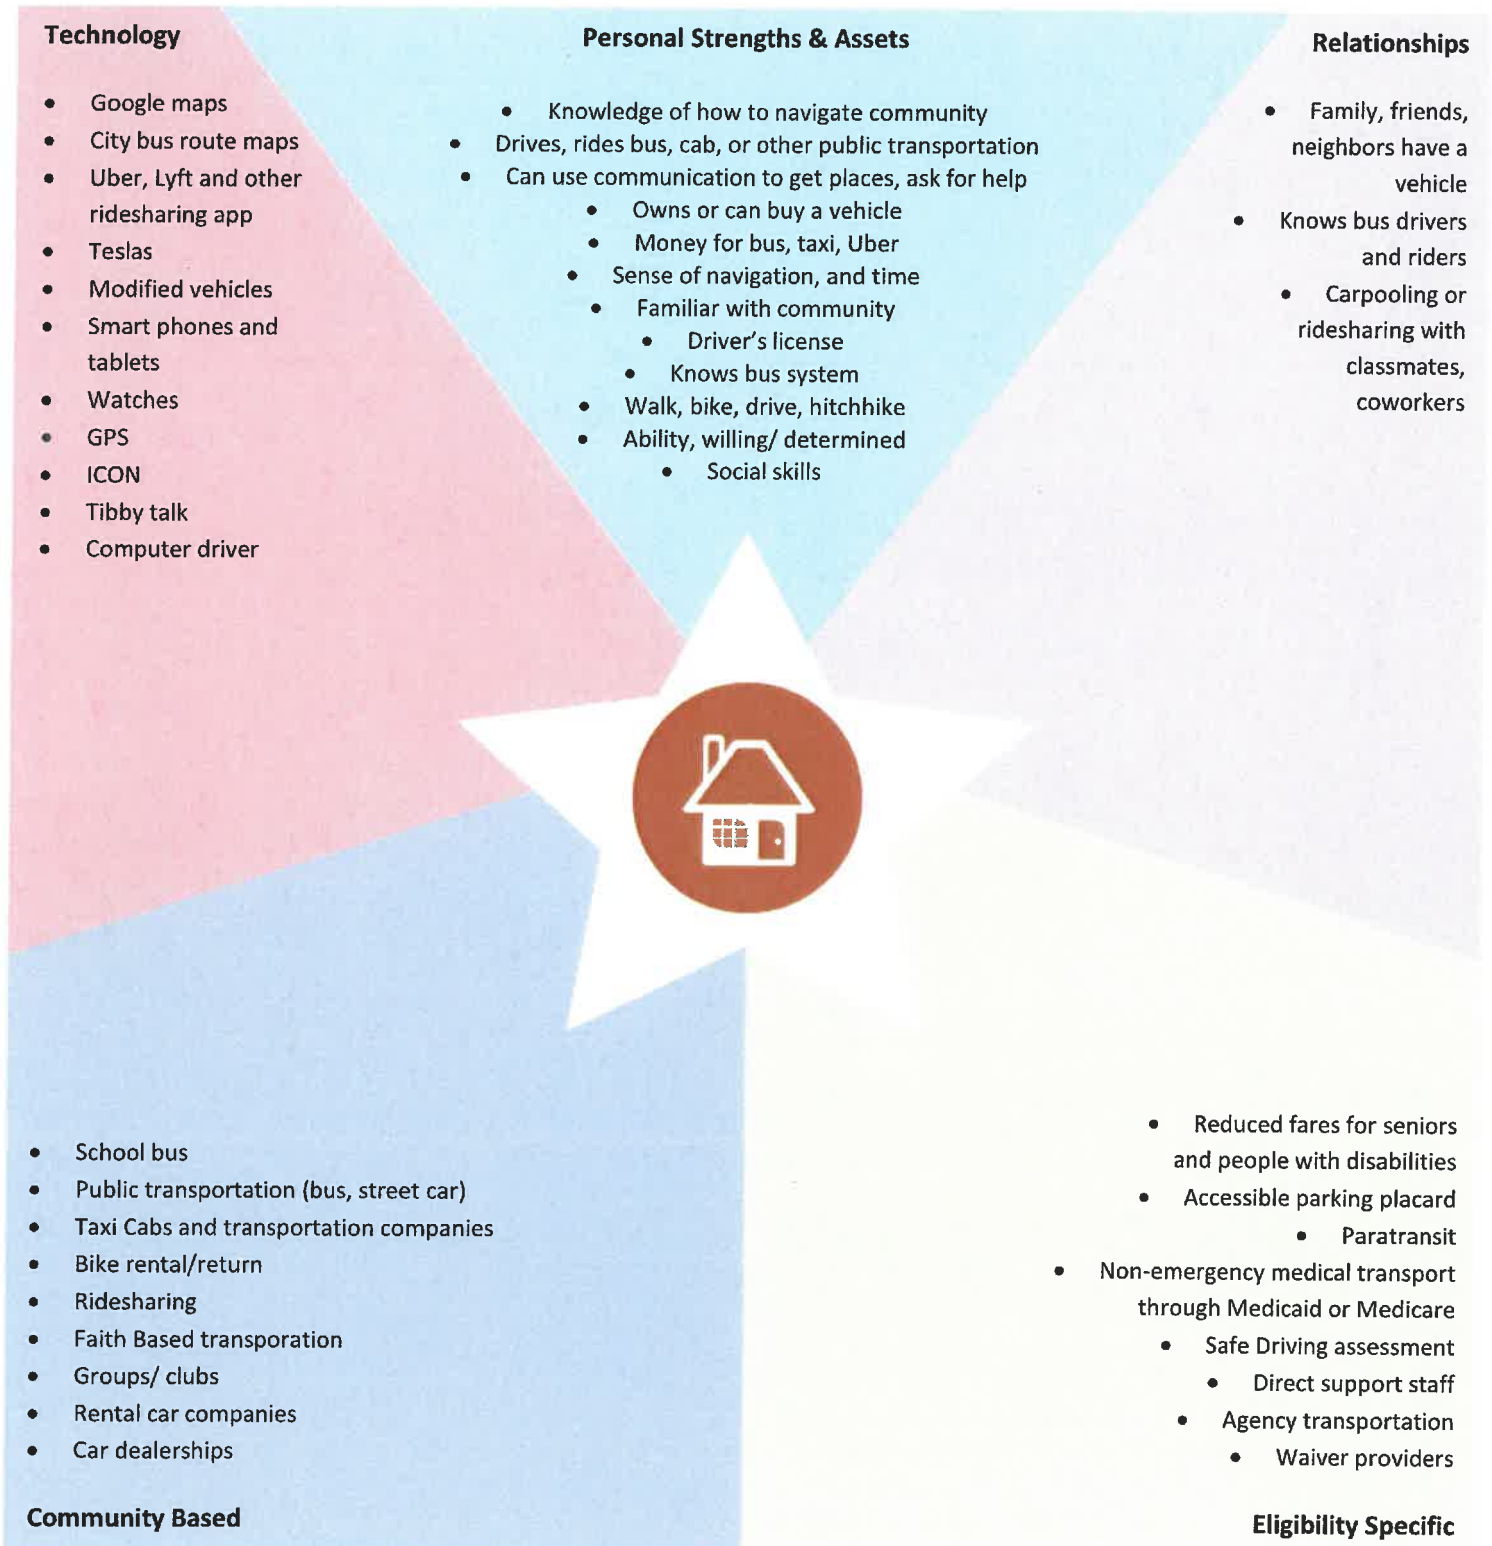 Technology
• Google maps
• City bus route maps
• Uber, Lyft and other
ridesharing app
• Teslas
• Modified vehicles
• Smart phones and
tablets
• Watches
• GPS
• ICON
• Tibby talk
• Computer driver
Personal Strengths & Assets
• Knowledge of how to navigate community
• Drives, rides bus, cab, or other public transportation
• Can use communication to get places, ask for help
• Owns or can buy a vehicle
• Money for bus, taxi, Uber
• Sense of navigation, and time
• Familiar with community
• Driver's license
• Knows bus system
• Walk, bike, drive, hitchhike
• Ability, willing/ determined
• Social skills
Relationships
• Family, friends,
neighbors have a
vehicle
• Knows bus drivers
and riders
• Carpooling or
ridesharing with
classmates,
coworkers
• School bus
• Public transportation (bus, street car)
• Taxi Cabs and transportation companies
• Bike rental/return
• Ridesharing
• Faith Based transporation
• Groups/ clubs
• Rental car companies
• Car dealerships
Community Based
• Reduced fares for seniors
and people with disabilities
• Accessible parking placard
• Paratransit
• Non-emergency medical transport
through Medicaid or Medicare
• Safe Driving assessment
• Direct support staff
• Agency transportation
• Waiver providers
Eligibility Specific